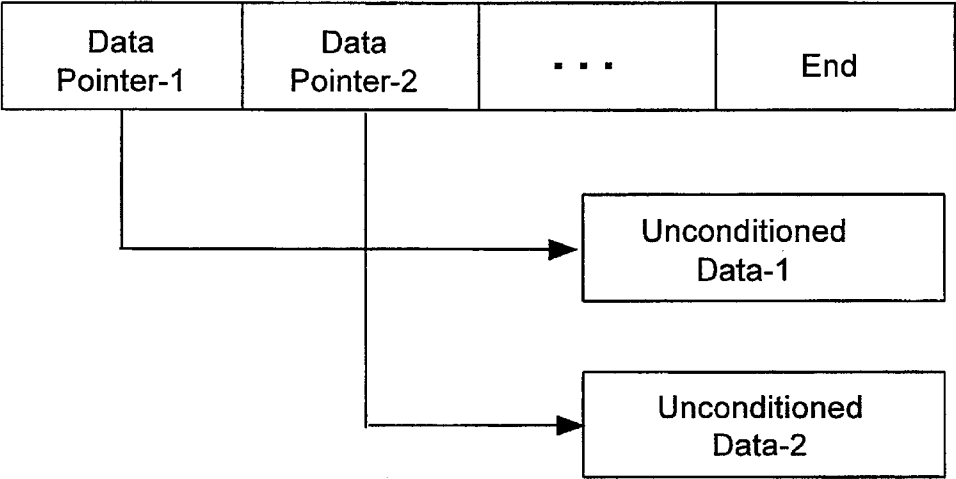 Data
Pointer-1
Data
Pointer-2
...
End
Unconditioned
Data-1
Unconditioned
Data-2